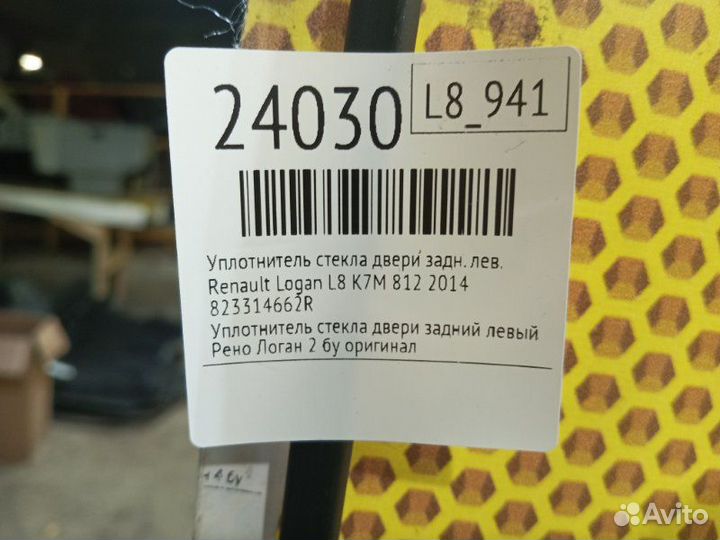 24030
L8_941
Уплотнитель стекла двери задн. лев.
Renault Logan L8 K7M 812 2014
823314662R
Уплотнитель стекла двери задний левый
Рено Логан 2 бу оригинал
Avito